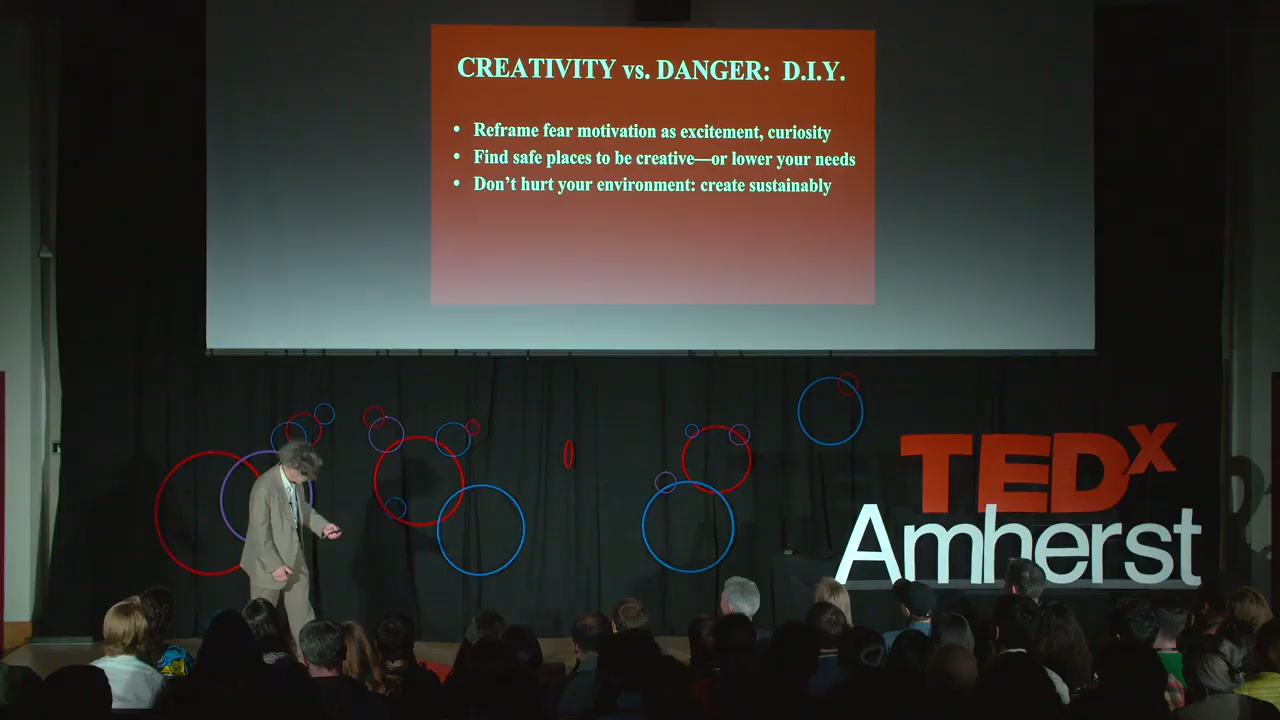 CREATIVITY vs. DANGER: D.I.Y.
• Reframe fear motivation as excitement, curiosity
• Find safe places to be creative—or lower your needs
• Don't hurt your environment: create sustainably
TEDx
Amherst